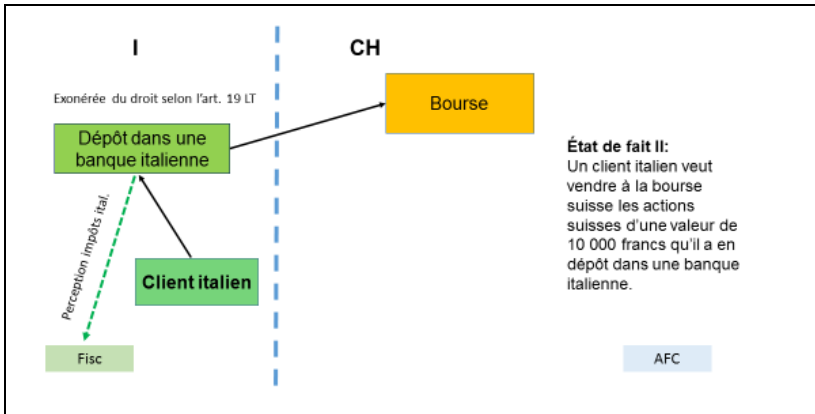 I
CH
Exonérée du droit selon l'art. 19 LT
Bourse
Dépôt dans une
banque italienne
État de fait II:
Un client italien veut
vendre à la bourse
suisse les actions
suisses d'une valeur de
10 000 francs qu'il a en
dépôt dans une banque
italienne.
Perception impôts ital.
Client italien
Fisc
AFC